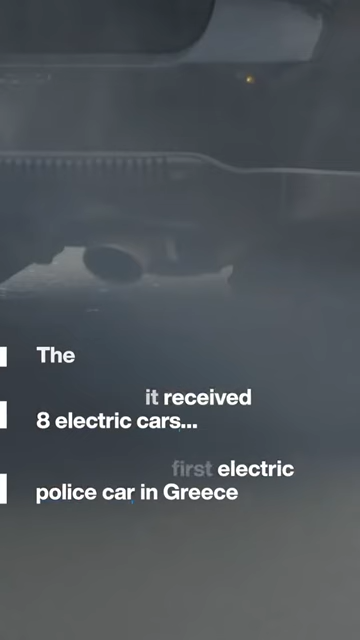 The
it received
8 electric cars...
first electric
police car in Greece